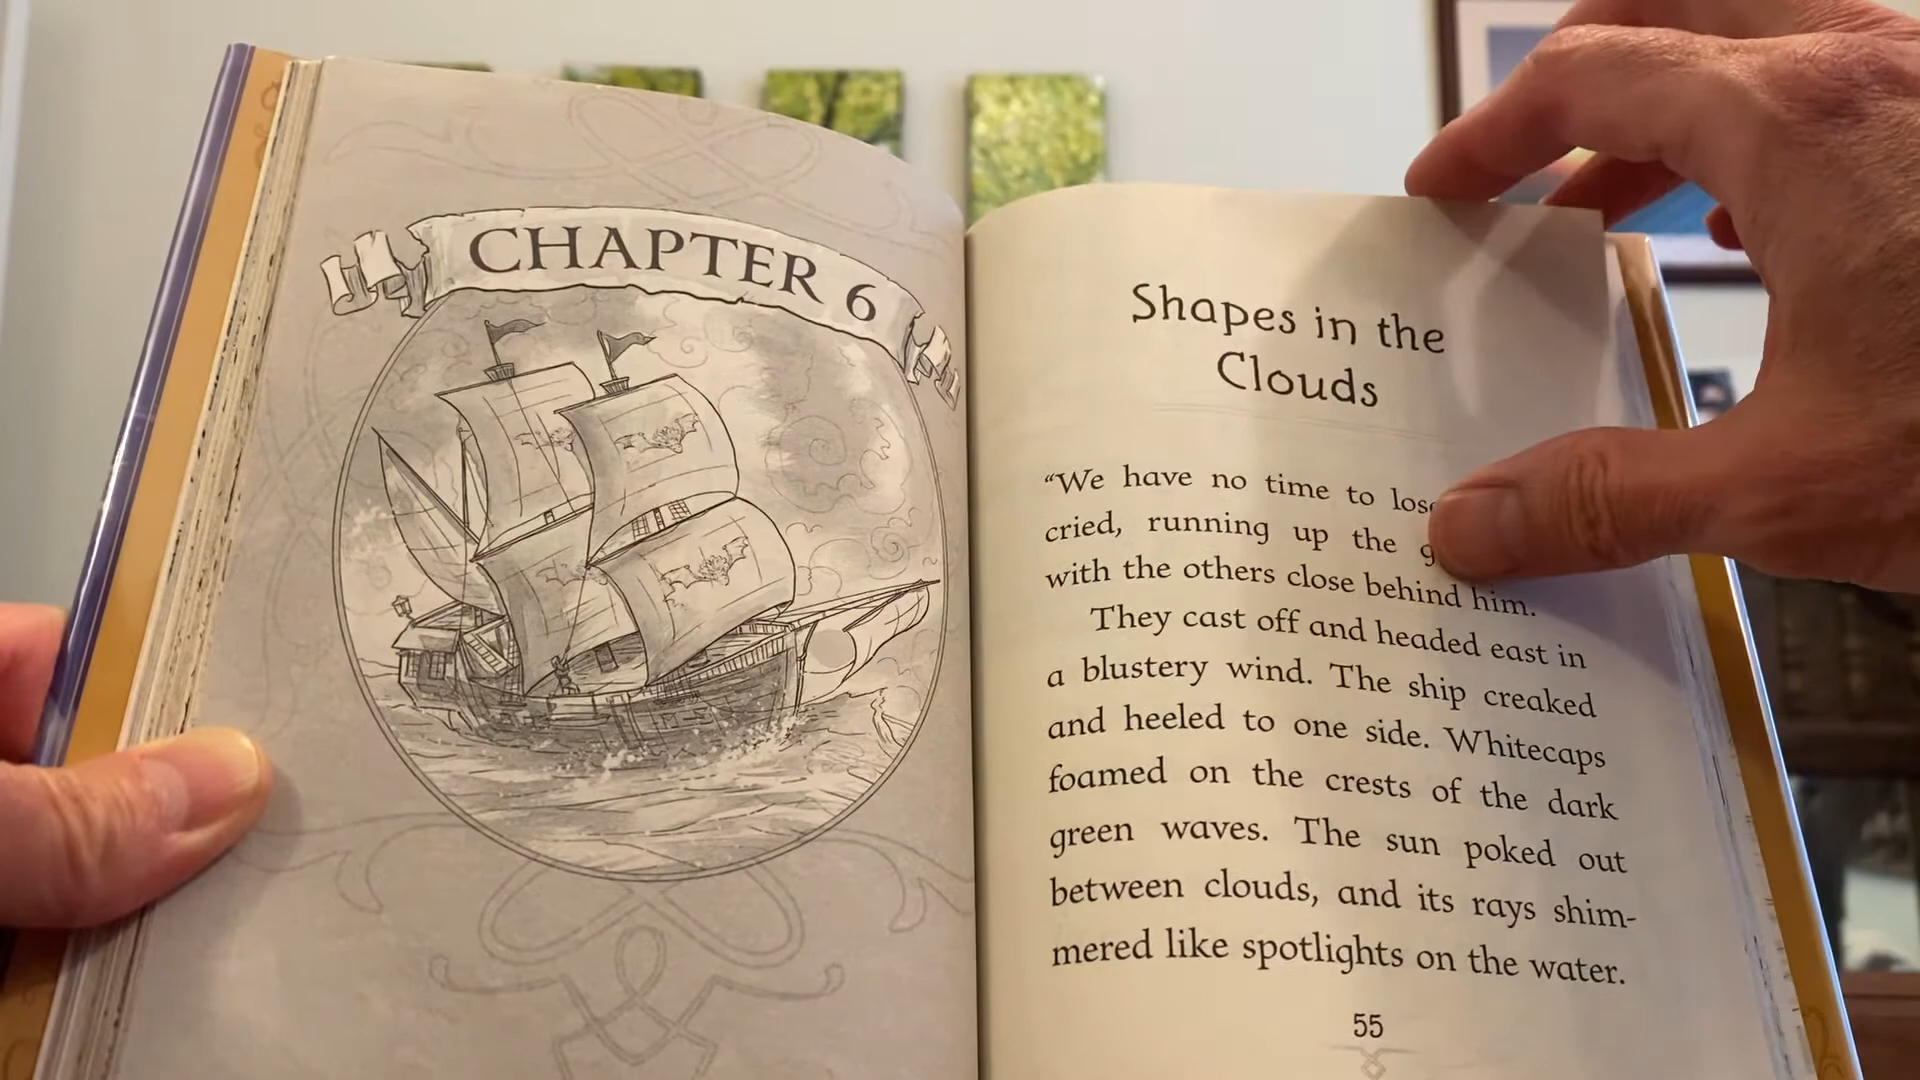 CHAPTER 6
Shapes in the
Clouds
“We have no time to
cried, running up the
with the others close behind him.
They cast off and headed east in
a blustery wind. The ship creaked
and heeled to one side. Whitecaps
foamed on the crests of the dark
green waves. The sun poked out
between clouds, and its rays shim-
mered like spotlights on the water.
55